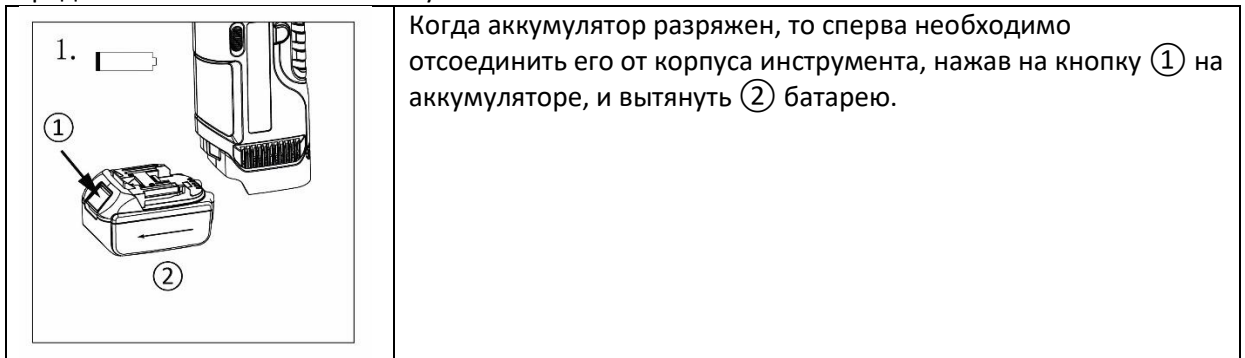 1.
①
②
Когда аккумулятор разряжен, то сперва необходимо
отсоединить его от корпуса инструмента, нажав на кнопку ① на
аккумуляторе, и вытянуть ② батарею.